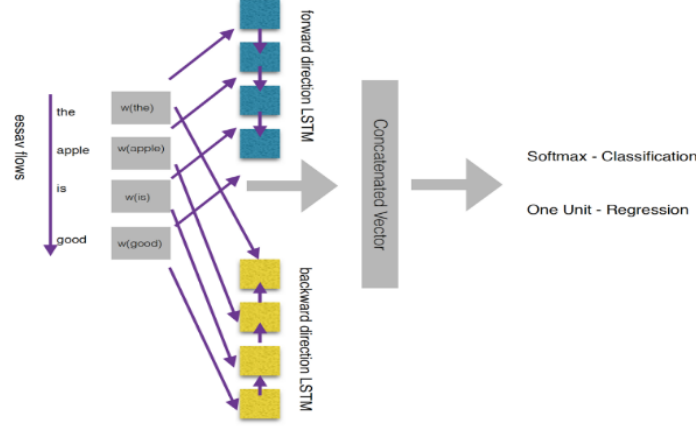 essav flows
the
apple
is
good
w(the)
w(apple)
w(is)
w(good)
forward direction LSTM
backward direction LSTM
Concatenated Vector
Softmax - Classification
One Unit - Regression